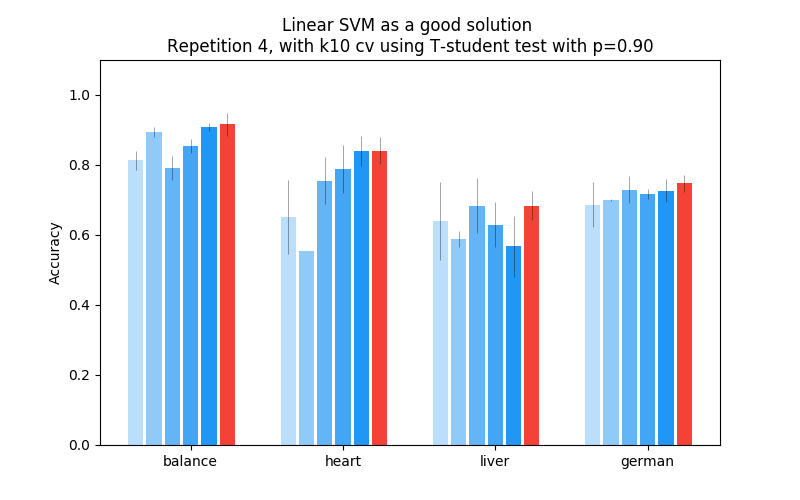 Linear SVM as a good solution
Repetition 4, with k10 cv using T-student test with p=0.90
1.0
0.8
0.6
0.4
0.2
0.0
Accuracy
balance heart liver german